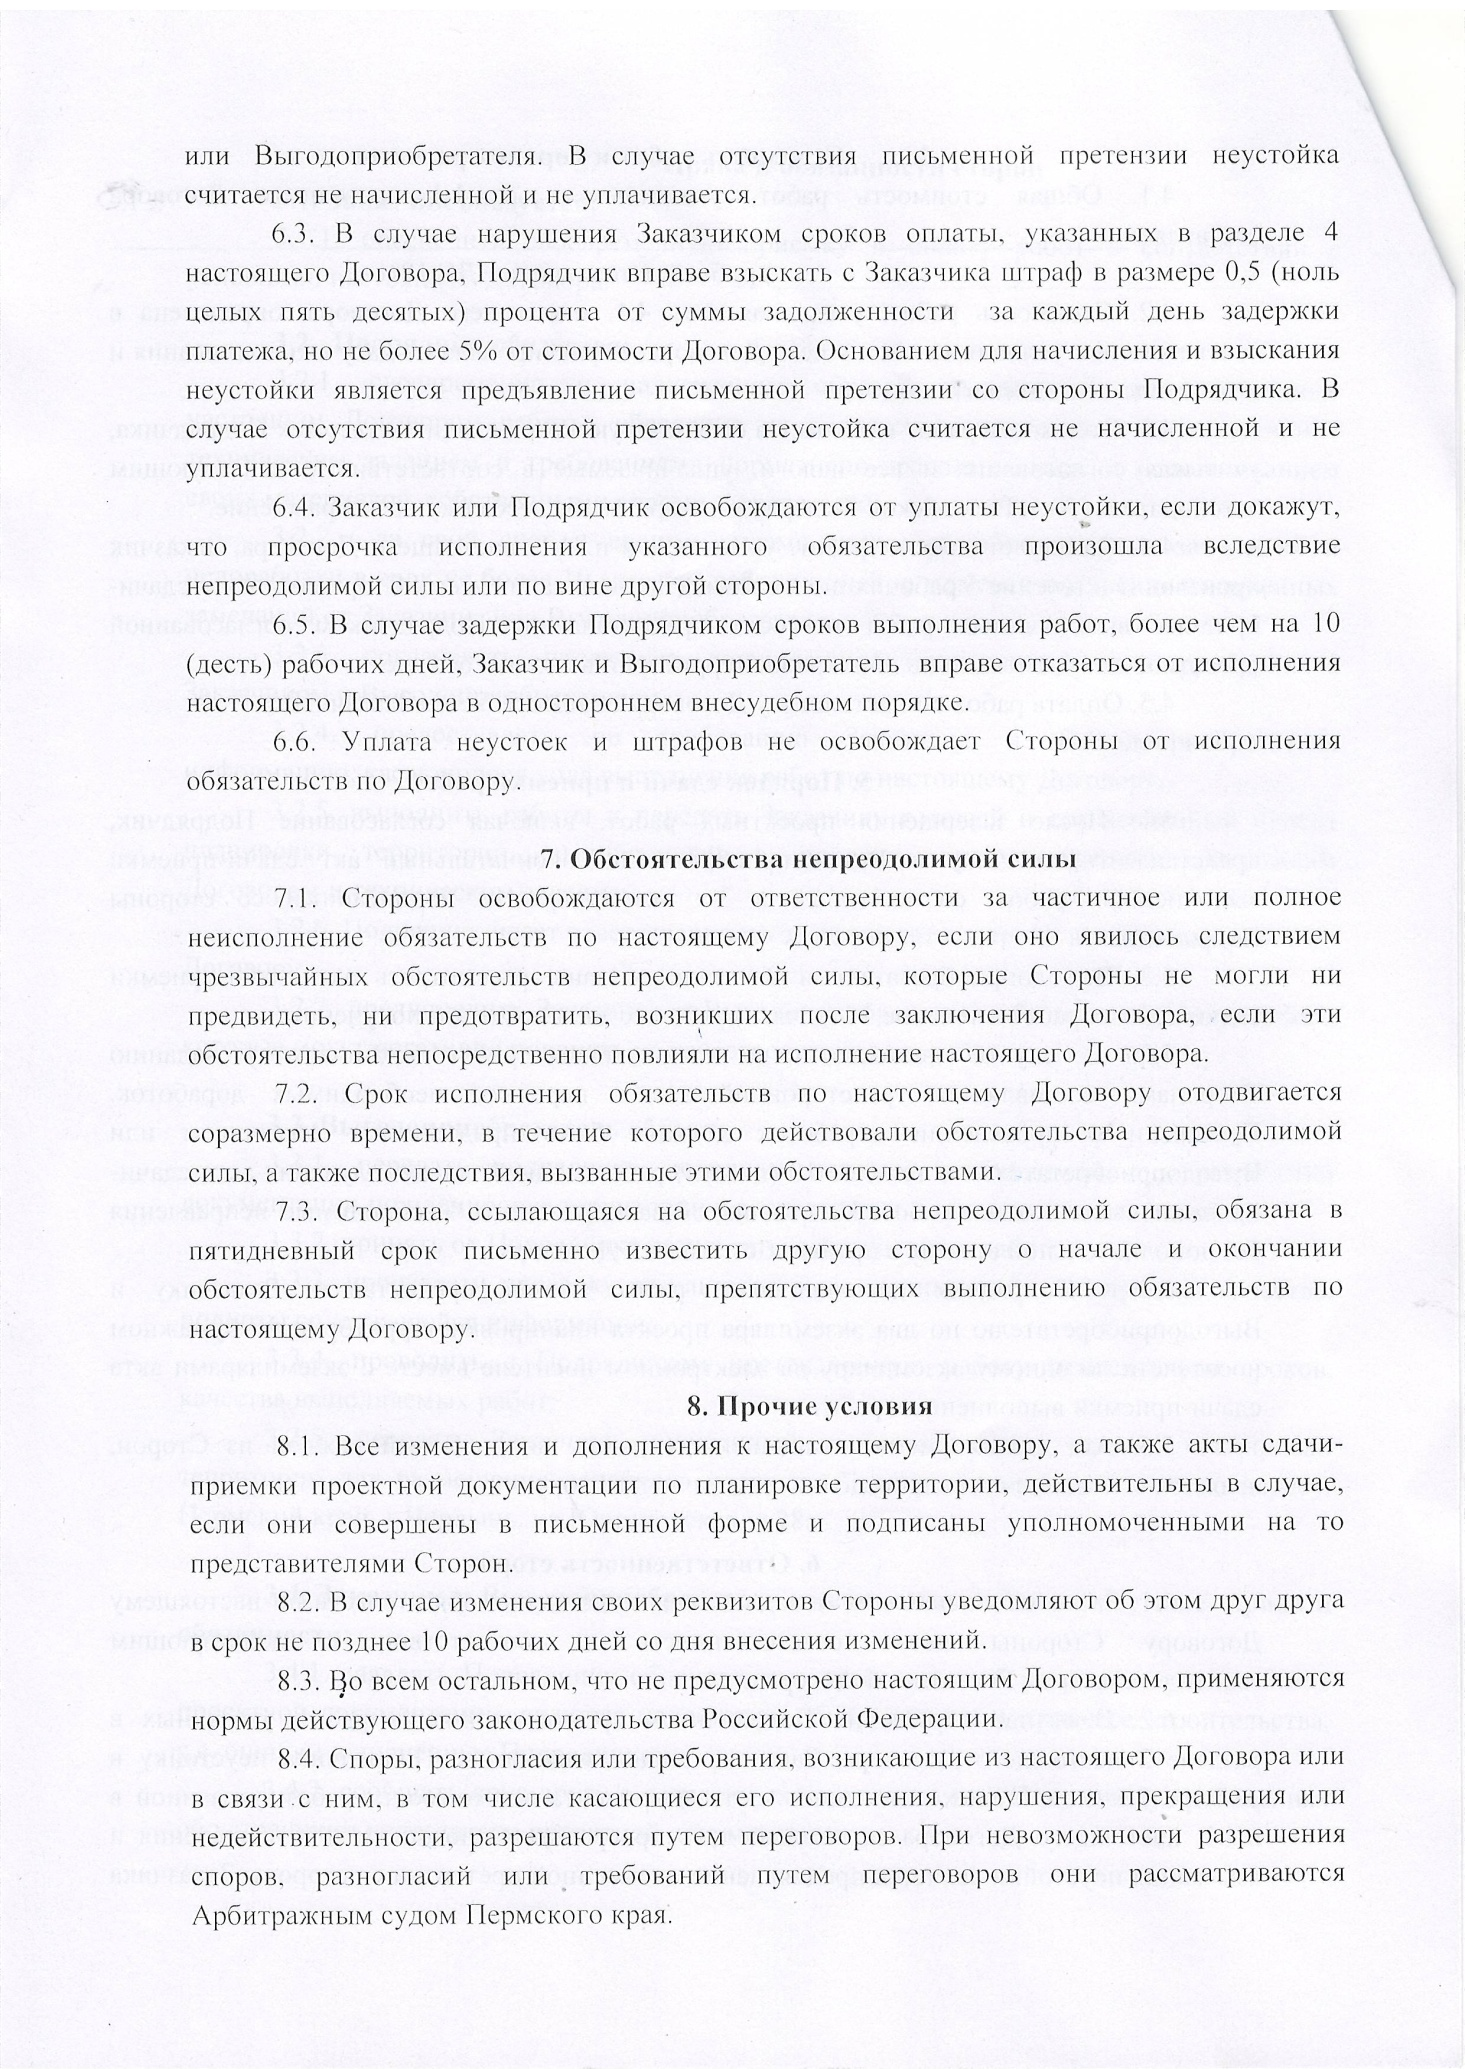 или Выгодоприобретателя. В случае отсутствия письменной претензии неустойка
считается не начисленной и не уплачивается.
6.3. В случае нарушения Заказчиком сроков оплаты, указанных в разделе 4
настоящего Договора, Подрядчик вправе взыскать с Заказчика штраф в размере 0,5 (ноль
целых пять десятых) процента от суммы задолженности за каждый день задержки
платежа, но не более 5% от стоимости Договора. Основанием для начисления и взыскания
неустойки является предъявление письменной претензии со стороны Подрядчика. В
случае отсутствия письменной претензии неустойка считается не начисленной и не
уплачивается.
6.4. Заказчик или Подрядчик освобождаются от уплаты неустойки, если докажут,
что просрочка исполнения указанного обязательства произошла вследствие
непреодолимой силы или по вине другой стороны.
6.5. В случае задержки Подрядчиком сроков выполнения работ, более чем на 10
(десть) рабочих дней, Заказчик и Выгодоприобретатель вправе отказаться от исполнения
настоящего Договора в одностороннем внесудебном порядке.
6.6. Уплата неустоек и штрафов не освобождает Стороны от исполнения
обязательств по Договору.
7. Обстоятельства непреодолимой силы
7.1. Стороны освобождаются от ответственности за частичное или полное
неисполнение обязательств по настоящему Договору, если оно явилось следствием
чрезвычайных обстоятельств непреодолимой силы, которые Стороны не могли ни
предвидеть, ни предотвратить, возникших после заключения Договора, если эти
обстоятельства непосредственно повлияли на исполнение настоящего Договора.
7.2. Срок исполнения обязательств по настоящему Договору отодвигается
соразмерно времени, в течение которого действовали обстоятельства непреодолимой
силы, а также последствия, вызванные этими обстоятельствами.
7.3. Сторона, ссылающаяся на обстоятельства непреодолимой силы, обязана в
пятидневный срок письменно известить другую сторону о начале и окончании
обстоятельств непреодолимой силы, препятствующих выполнению обязательств по
настоящему Договору.
8. Прочие условия
8.1. Все изменения и дополнения к настоящему Договору, а также акты сдачи-
приемки проектной документации по планировке территории, действительны в случае,
если они совершены в письменной форме и подписаны уполномоченными на то
представителями Сторон.
8.2. В случае изменения своих реквизитов Стороны уведомляют об этом друг друга
в срок не позднее 10 рабочих дней со дня внесения изменений.
8.3. Во всем остальном, что не предусмотрено настоящим Договором, применяются
нормы действующего законодательства Российской Федерации.
8.4. Споры, разногласия или требования, возникающие из настоящего Договора или
в связи с ним, в том числе касающиеся его исполнения, нарушения, прекращения или
недействительности, разрешаются путем переговоров. При невозможности разрешения
споров, разногласий или требований путем переговоров они рассматриваются
Арбитражным судом Пермского края.